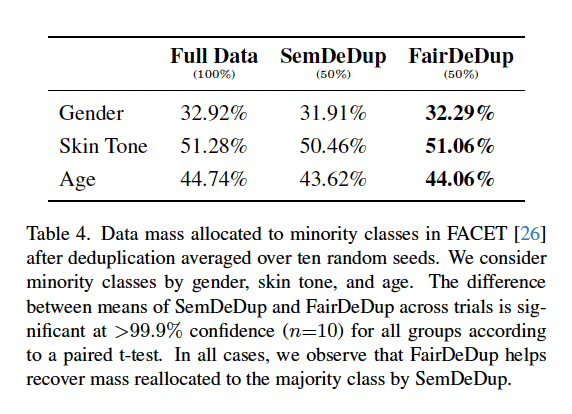 Full Data SemDeDup FairDeDup
(100%) (50%) (50%)
Gender 32.92% 31.91% 32.29%
Skin Tone 51.28% 50.46% 51.06%
Age 44.74% 43.62% 44.06%
Table 4. Data mass allocated to minority classes in FACET [26]
after deduplication averaged over ten random seeds. We consider
minority classes by gender, skin tone, and age. The difference
between means of SemDeDup and FairDeDup across trials is sig-
nificant at >99.9% confidence (n=10) for all groups according
to a paired t-test. In all cases, we observe that FairDeDup helps
recover mass reallocated to the majority class by SemDeDup.